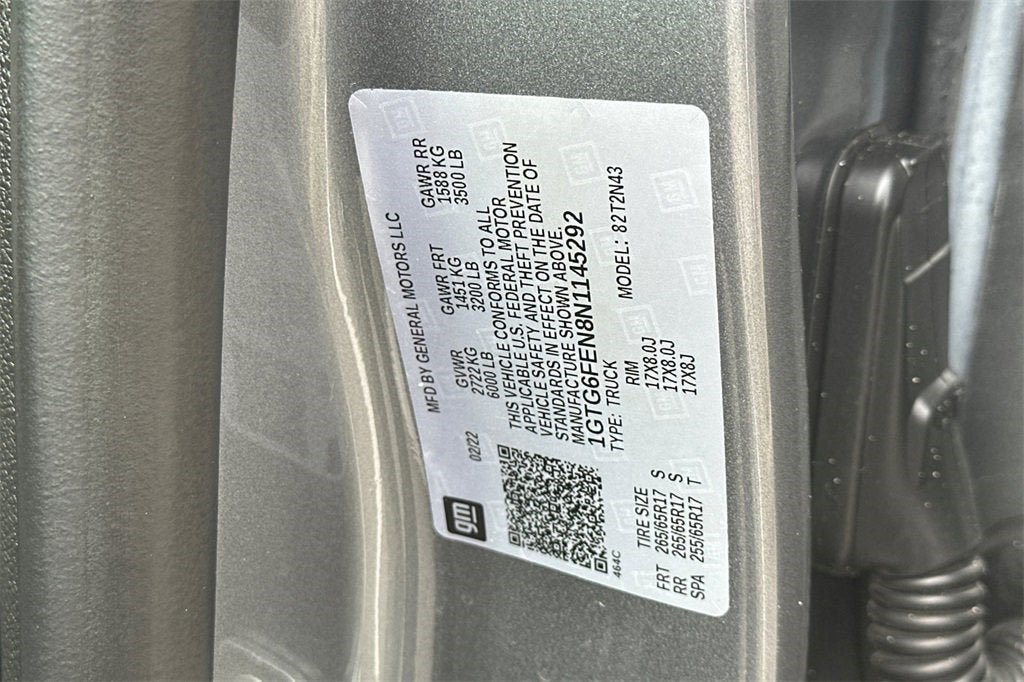 gm
MFD BY GENERAL MOTORS LLC
02/22 GVWR GAWR FRT GAWR RR
2722 KG 1451 KG 1588 KG
6000 LB 3200 LB 3500 LB
THIS VEHICLE CONFORMS TO ALL
APPLICABLE U.S. FEDERAL MOTOR
VEHICLE SAFETY AND THEFT PREVENTION
STANDARDS IN EFFECT ON THE DATE OF
MANUFACTURE SHOWN ABOVE.
1GTG6FEN8N1145292
TYPE: TRUCK MODEL: 82T2N43
464C
TIRE SIZE RIM
FRT 265/65R17 S 17X8.0J
RR 265/65R17 S 17X8.0J
SPA 255/65R17 T 17X8J